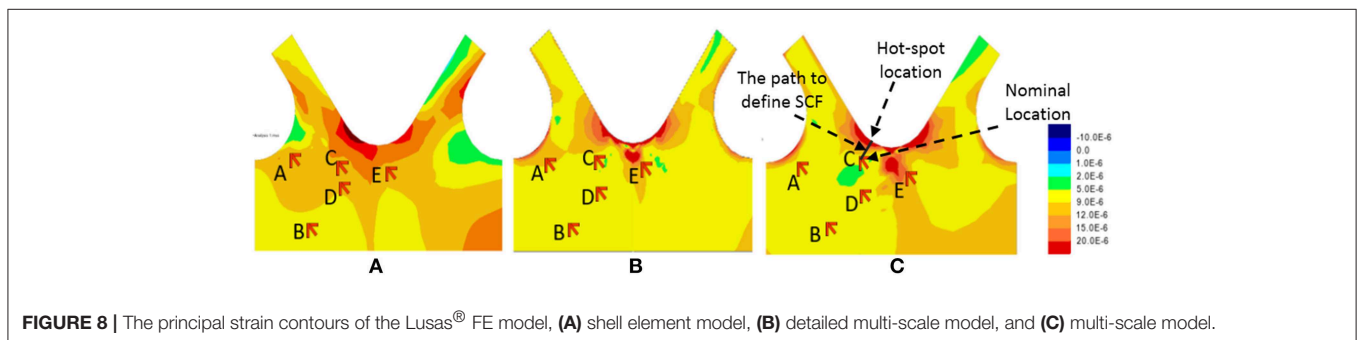 Hot-spot
location
The path to
define SCF
Nominal
Location
A
C
D
E
B
A
C
D
E
B
A
C
D
E
B
-10.0E-6
0.0
1.0E-6
2.0E-6
5.0E-6
9.0E-6
12.0E-6
15.0E-6
20.0E-6
A
B
C
FIGURE 8 | The principal strain contours of the Lusas® FE model, (A) shell element model, (B) detailed multi-scale model, and (C) multi-scale model.